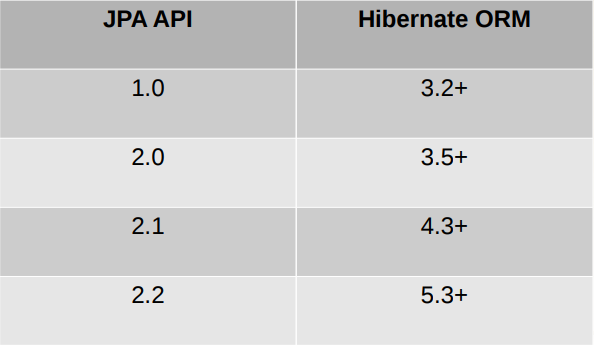 JPA API Hibernate ORM
1.0 3.2+
2.0 3.5+
2.1 4.3+
2.2 5.3+